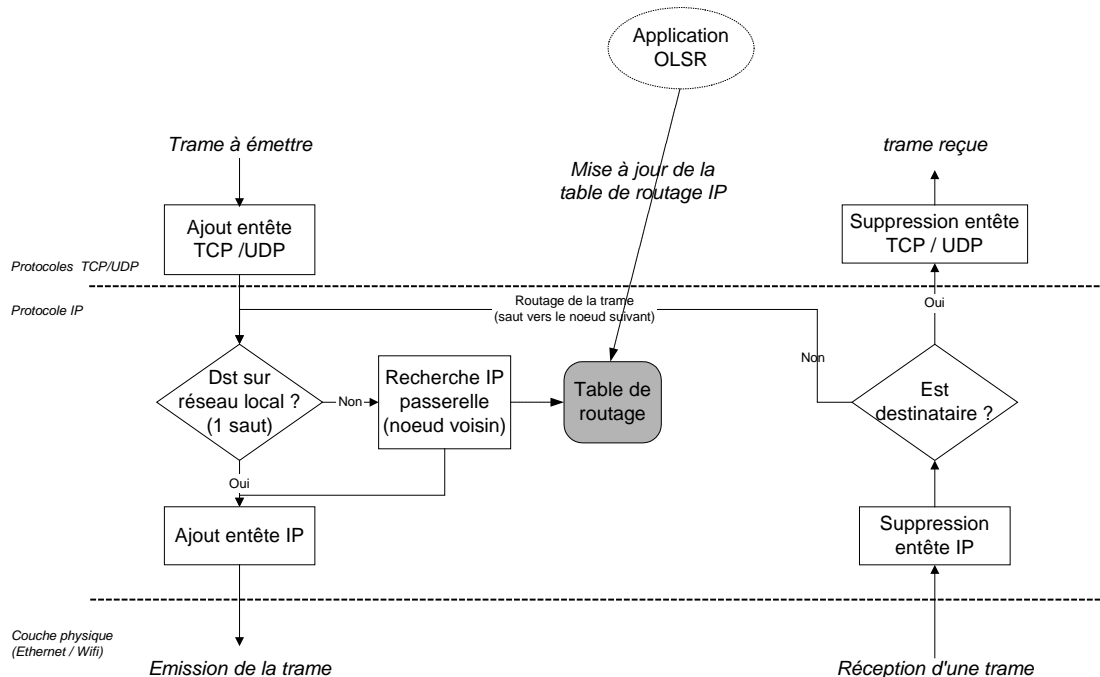 Application
OLSR
Trame à émettre
trame reçue
Mise à jour de la
table de routage IP
Ajout entête
TCP /UDP
Suppression entête
TCP / UDP
Protocoles TCP/UDP
Protocole IP
Routage de la trame
(saut vers le noeud suivant)
Oui
Non
Dst sur
réseau local ?
(1 saut)
Non
Recherche IP
passerelle
(noeud voisin)
Table de
routage
Est
destinataire ?
Oui
Ajout entête IP
Suppression
entête IP
Couche physique
(Ethernet / Wifi)
Emission de la trame
Réception d'une trame